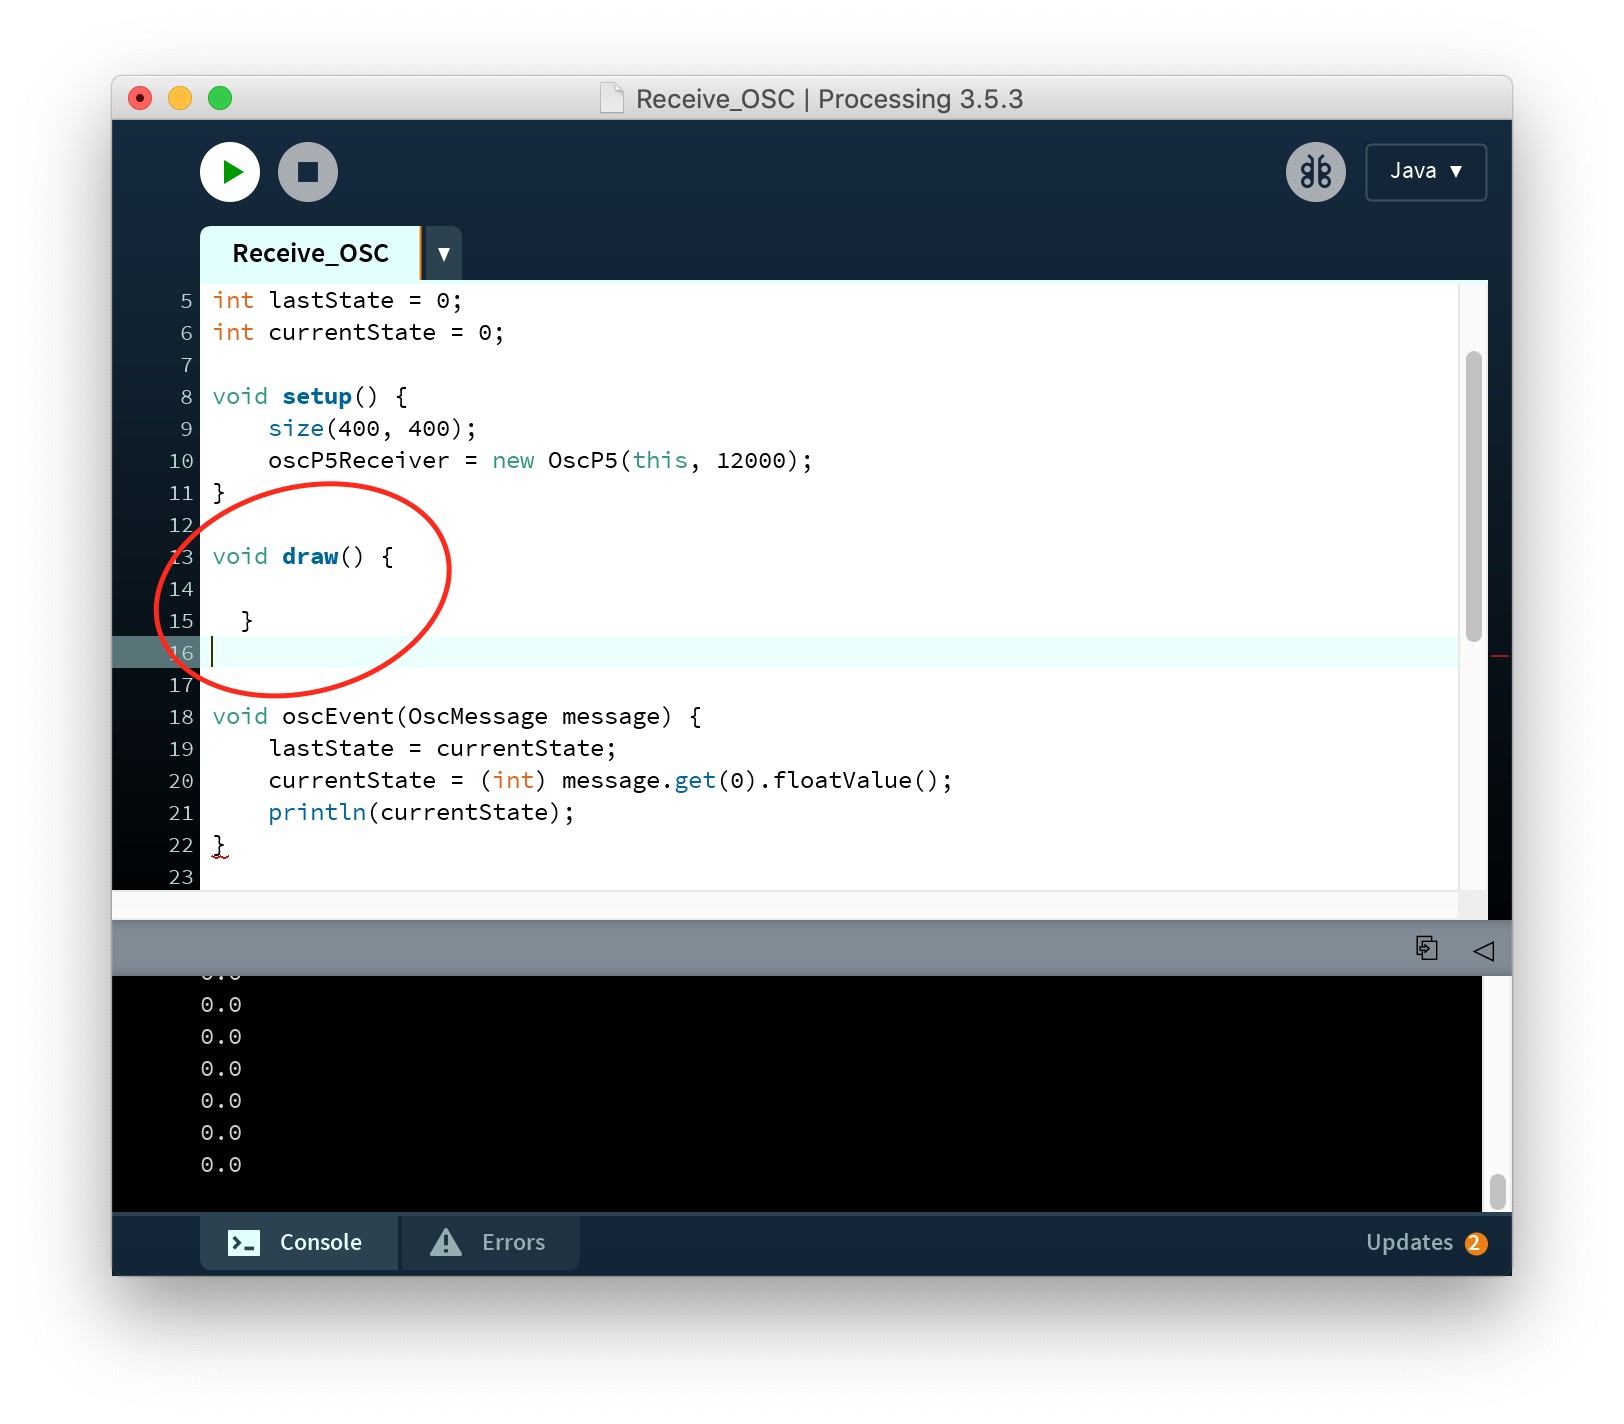 Receive_OSC | Processing 3.5.3
Java ▼
Receive_OSC ▼
5 int lastState = 0;
6 int currentState = 0;
7
8 void setup() {
9     size(400, 400);
10     oscP5Receiver = new OscP5(this, 12000);
11 }
12
13 void draw() {
14
15   }
16
17
18 void oscEvent(OscMessage message) {
19     lastState = currentState;
20     currentState = (int) message.get(0).floatValue();
21     println(currentState);
22 }
23
0.0
0.0
0.0
0.0
0.0
0.0
0.0
Console Errors Updates 2